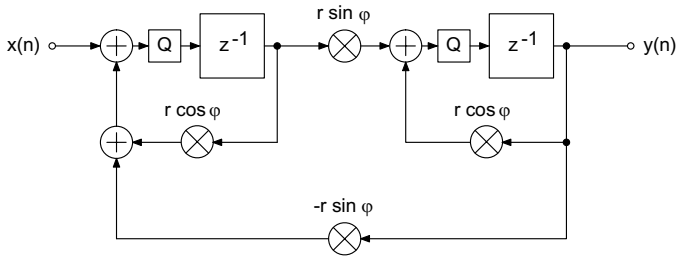 r sin φ
x(n) Q z-1 Q z-1 y(n)
r cos φ r cos φ
-r sin φ